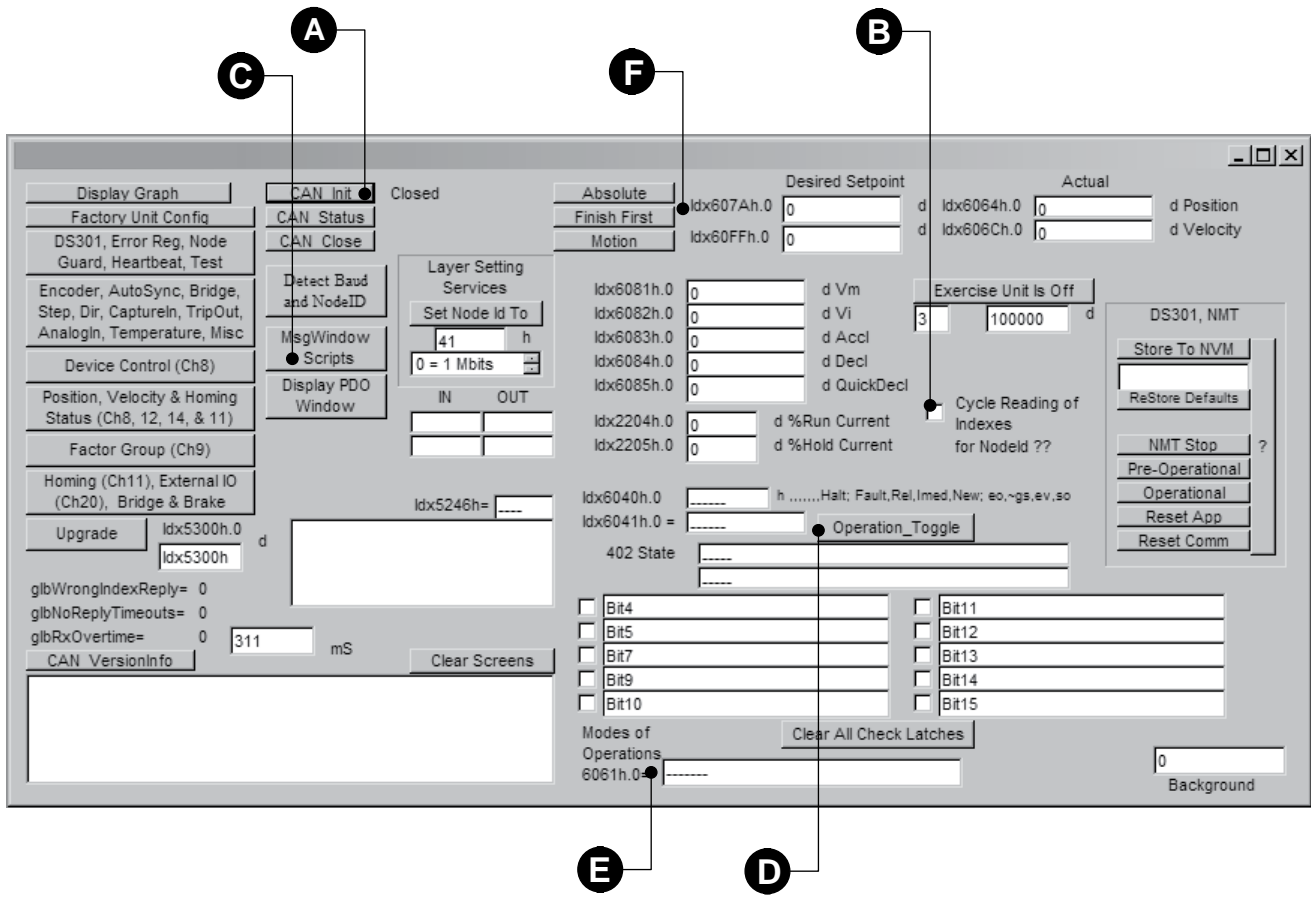 A
B
C
F
Display Graph
Factory Unit Config
DS301, Error Reg, Node
Guard, Heartbeat, Test
Encoder, AutoSync, Bridge,
Step, Dir, CaptureIn, TripOut,
AnalogIn, Temperature, Misc
Device Control (Ch8)
Position, Velocity & Homing
Status (Ch8, 12, 14, & 11)
Factor Group (Ch9)
Homing (Ch11), External IO
(Ch20), Bridge & Brake
Upgrade
Idx5300h.0
Idx5300h
d
glbWrongIndexReply= 0
glbNoReplyTimeouts= 0
glbRxOvertime= 0
311
mS
CAN_VersionInfo
Clear Screens
CAN_Init
Closed
CAN_Status
CAN_Close
Detect Baud
and NodeID
MsgWindow
Scripts
Display PDO
Window
Layer Setting
Services
Set Node Id To
41
h
0 = 1 Mbits
IN
OUT
Idx5246h=
----
Absolute
Finish First
Motion
Desired Setpoint
Actual
Idx607Ah.0
0
d
Idx6064h.0
0
d Position
Idx60FFh.0
0
d
Idx606Ch.0
0
d Velocity
Idx6081h.0
0
d Vm
Idx6082h.0
0
d Vi
Idx6083h.0
0
d Accl
Idx6084h.0
0
d Decl
Idx6085h.0
0
d QuickDecl
Idx2204h.0
0
d %Run Current
Idx2205h.0
0
d %Hold Current
Exercise Unit Is Off
3
100000
d
Cycle Reading of
Indexes
for NodeId ??
DS301, NMT
Store To NVM
ReStore Defaults
NMT Stop
?
Pre-Operational
Operational
Reset App
Reset Comm
Idx6040h.0
------
h .......Halt; Fault,Rel,Imed,New; eo,~gs,ev,so
Idx6041h.0 =
------
Operation_Toggle
402 State
-----
-----
Bit4
Bit5
Bit7
Bit9
Bit10
Bit11
Bit12
Bit13
Bit14
Bit15
Modes of
Operations
6061h.0=
-------
Clear All Check Latches
0
Background
E
D